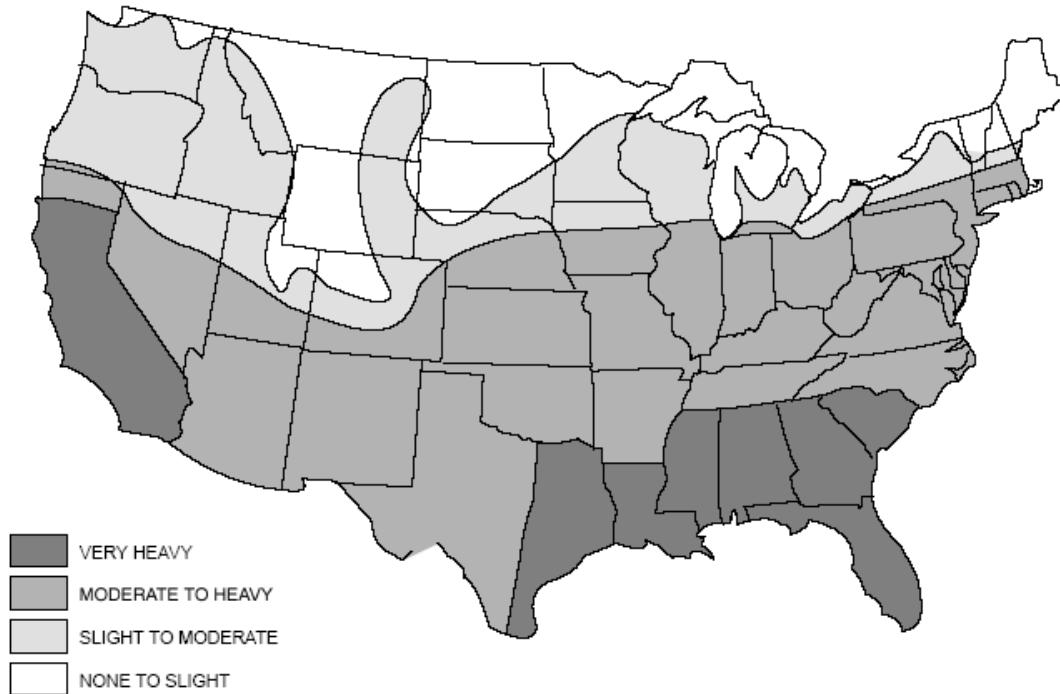 VERY HEAVY
MODERATE TO HEAVY
SLIGHT TO MODERATE
NONE TO SLIGHT